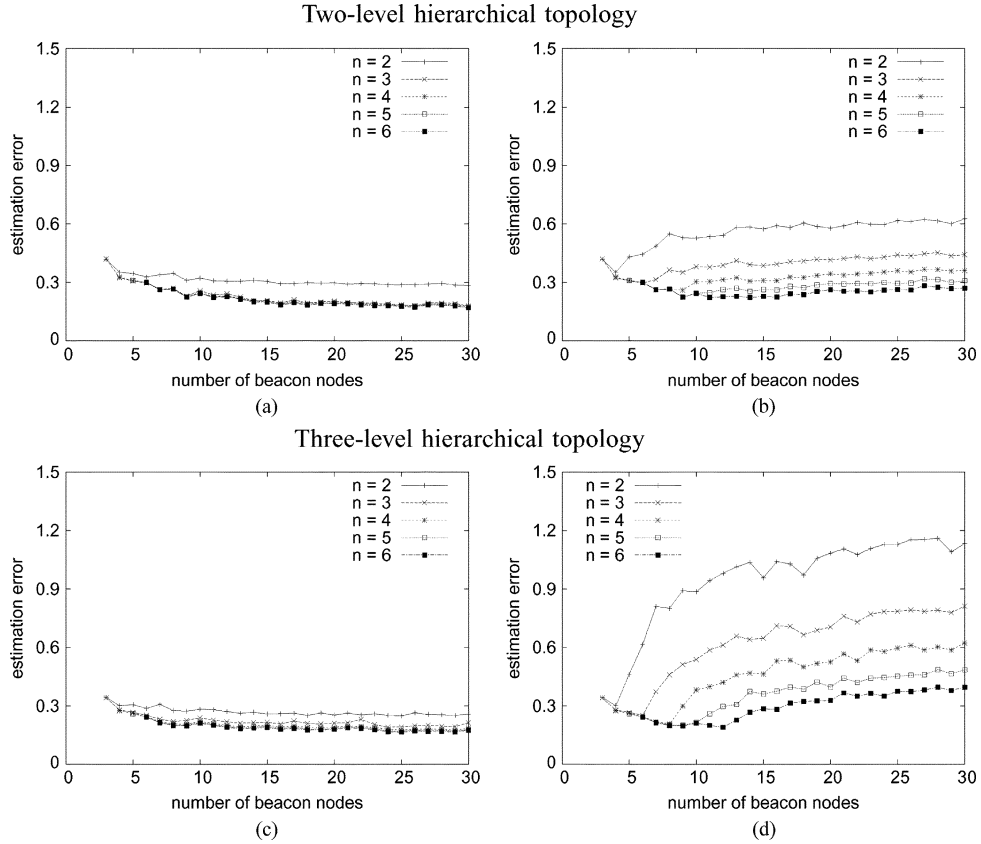 Two-level hierarchical topology
1.5
1.2
0.9
0.6
0.3
0
estimation error
n = 2
n = 3
n = 4
n = 5
n = 6
0 5 10 15 20 25 30
number of beacon nodes
(a)
1.5
1.2
0.9
0.6
0.3
0
estimation error
n = 2
n = 3
n = 4
n = 5
n = 6
0 5 10 15 20 25 30
number of beacon nodes
(b)
Three-level hierarchical topology
1.5
1.2
0.9
0.6
0.3
0
estimation error
n = 2
n = 3
n = 4
n = 5
n = 6
0 5 10 15 20 25 30
number of beacon nodes
(c)
1.5
1.2
0.9
0.6
0.3
0
estimation error
n = 2
n = 3
n = 4
n = 5
n = 6
0 5 10 15 20 25 30
number of beacon nodes
(d)